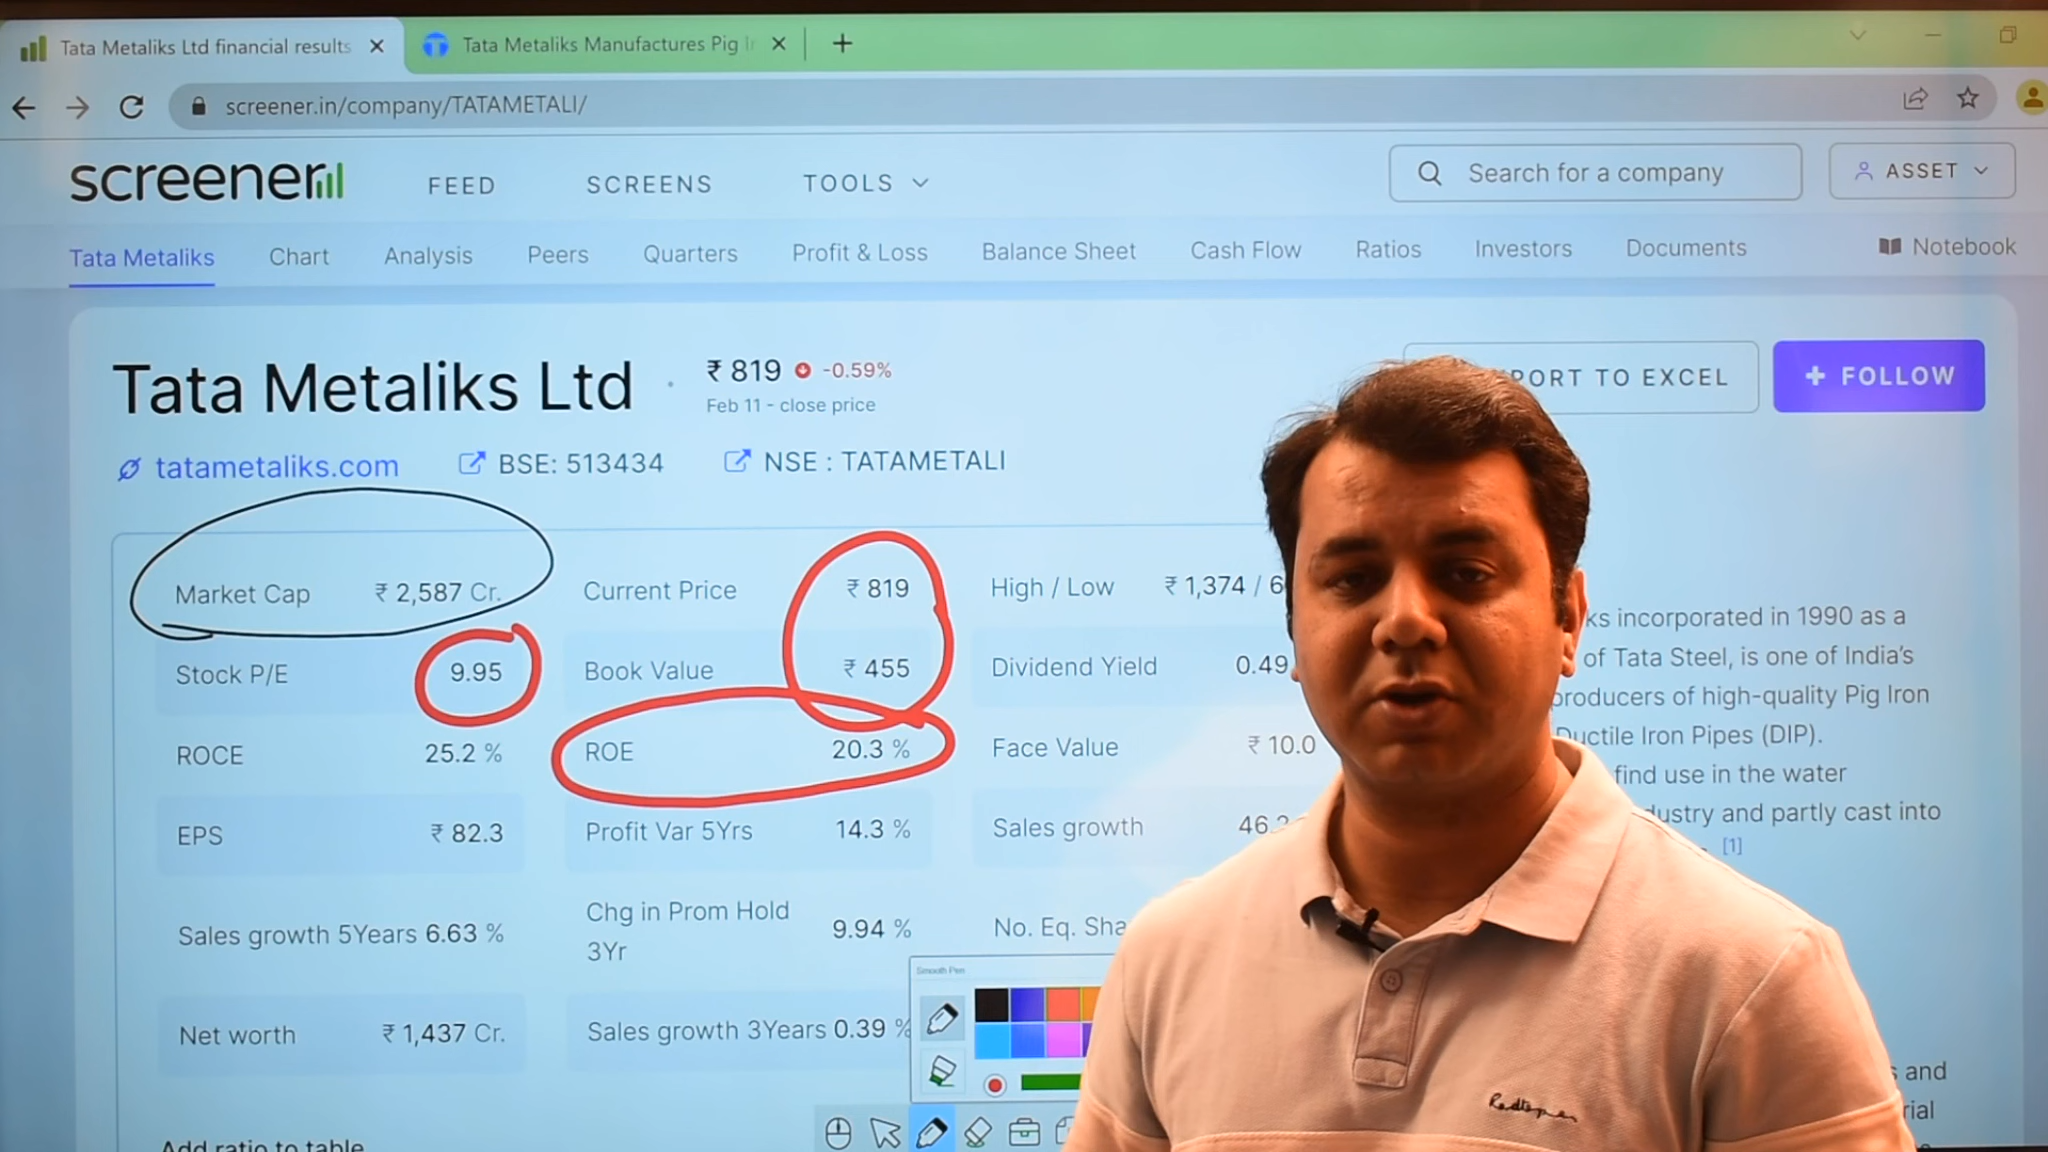 Tata Metaliks Ltd financial results
Tata Metaliks Manufactures Pig
screener.in/company/TATAMETALI/
screener
FEED
SCREENS
TOOLS
Search for a company
ASSET
Tata Metaliks
Chart
Analysis
Peers
Quarters
Profit & Loss
Balance Sheet
Cash Flow
Ratios
Investors
Documents
Notebook
Tata Metaliks Ltd
₹ 819 -0.59%
Feb 11 - close price
PORT TO EXCEL
+ FOLLOW
tatametaliks.com
BSE: 513434
NSE : TATAMETALI
Market Cap ₹ 2,587 Cr.
Current Price ₹ 819
High / Low ₹ 1,374 / 6
Stock P/E 9.95
Book Value ₹ 455
Dividend Yield 0.49
ROCE 25.2 %
ROE 20.3 %
Face Value ₹ 10.0
EPS ₹ 82.3
Profit Var 5Yrs 14.3 %
Sales growth 46.
Sales growth 5Years 6.63 %
Chg in Prom Hold
3Yr 9.94 %
No. Eq. Sha
Net worth ₹ 1,437 Cr.
Sales growth 3Years 0.39 %
Add ratio to table
ks incorporated in 1990 as a
of Tata Steel, is one of India's
producers of high-quality Pig Iron
Ductile Iron Pipes (DIP).
find use in the water
ustry and partly cast into
[1]
s and
rial
Smooth Pen